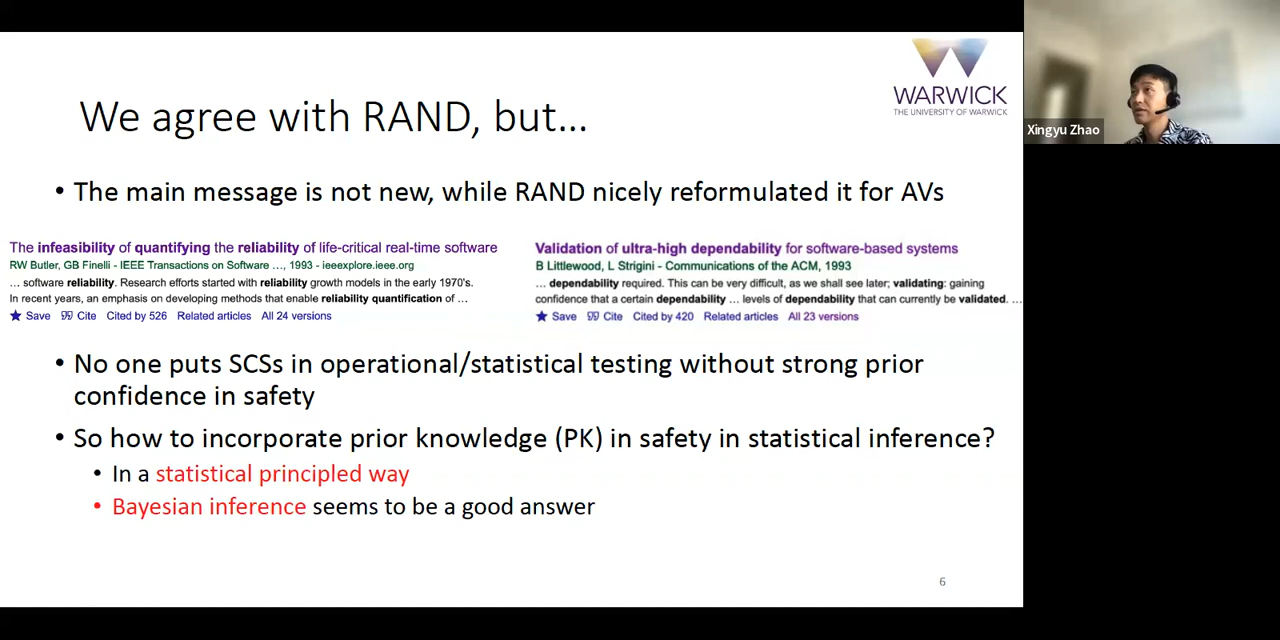 We agree with RAND, but...
WARWICK
THE UNIVERSITY OF WARWICK
Xingyu Zhao
• The main message is not new, while RAND nicely reformulated it for AVs
The infeasibility of quantifying the reliability of life-critical real-time software
RW Butler, GB Finelli - IEEE Transactions on Software ..., 1993 - ieeexplore.ieee.org
... software reliability. Research efforts started with reliability growth models in the early 1970's.
In recent years, an emphasis on developing methods that enable reliability quantification of ...
Save Cite Cited by 526 Related articles All 24 versions
Validation of ultra-high dependability for software-based systems
B Littlewood, L Strigini - Communications of the ACM, 1993
... dependability required. This can be very difficult, as we shall see later; validating: gaining
confidence that a certain dependability ... levels of dependability that can currently be validated. ...
Save Cite Cited by 420 Related articles All 23 versions
• No one puts SCSs in operational/statistical testing without strong prior
confidence in safety
• So how to incorporate prior knowledge (PK) in safety in statistical inference?
• In a statistical principled way
• Bayesian inference seems to be a good answer
6